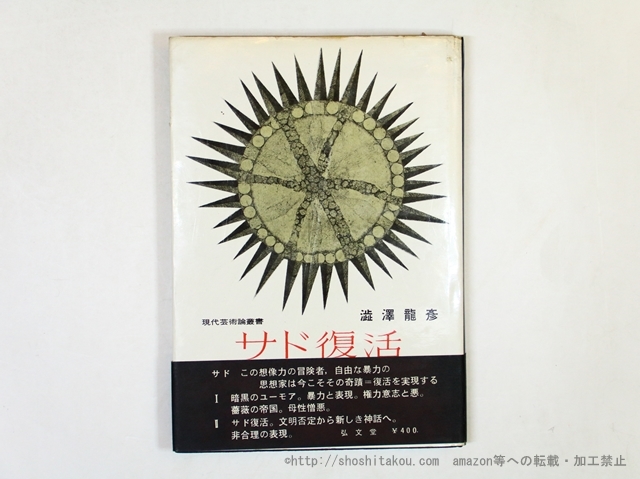 現代芸術論叢書
澁澤龍彥
サド復活
サド この想像力の冒険者，自由な暴力の
思想家は今こそその奇蹟＝復活を実現する
Ⅰ 暗黒のユーモア。暴力と表現。権力意志と悪。
薔薇の帝国。母性憎悪。
Ⅱ サド復活。文明否定から新しき神話へ。
非合理の表現。 弘文堂 ¥400.
©http://shoshitakou.com amazon等への転載・加工禁止